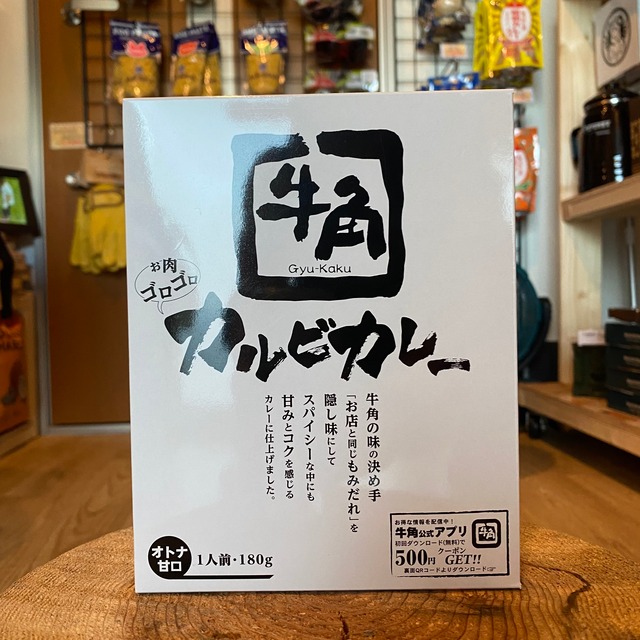 牛角
Gyu-Kaku
お肉
ゴロゴロ
カルビカレー
牛角の味の決め手
「お店と同じもみだれ」を
隠し味にして
スパイシーな中にも
甘みとコクを感じる
カレーに仕上げました。
オトナ
甘口
1人前・180g
お得な情報を配信中!
牛角公式アプリ
初回ダウンロード(無料)で
500円クーポンGET!!
裏面QRコードよりダウンロード☞
牛角